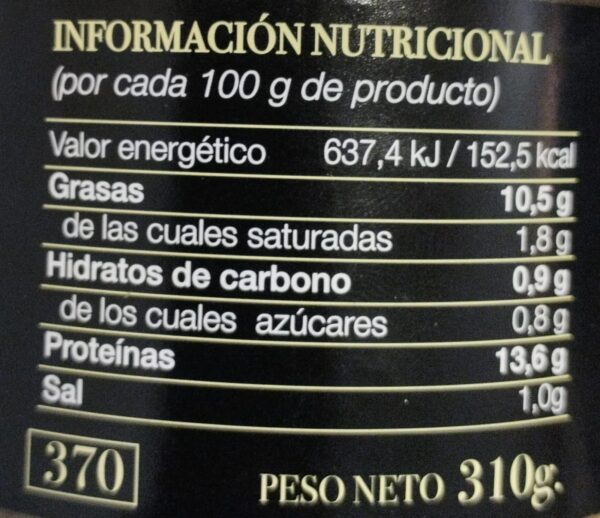 INFORMACIÓN NUTRICIONAL
(por cada 100 g de producto)
Valor energético 637,4 kJ / 152,5 kcal
Grasas 10,5 g
de las cuales saturadas 1,8 g
Hidratos de carbono 0,9 g
de los cuales azúcares 0,8 g
Proteínas 13,6 g
Sal 1,0g
370 PESO NETO 310g.